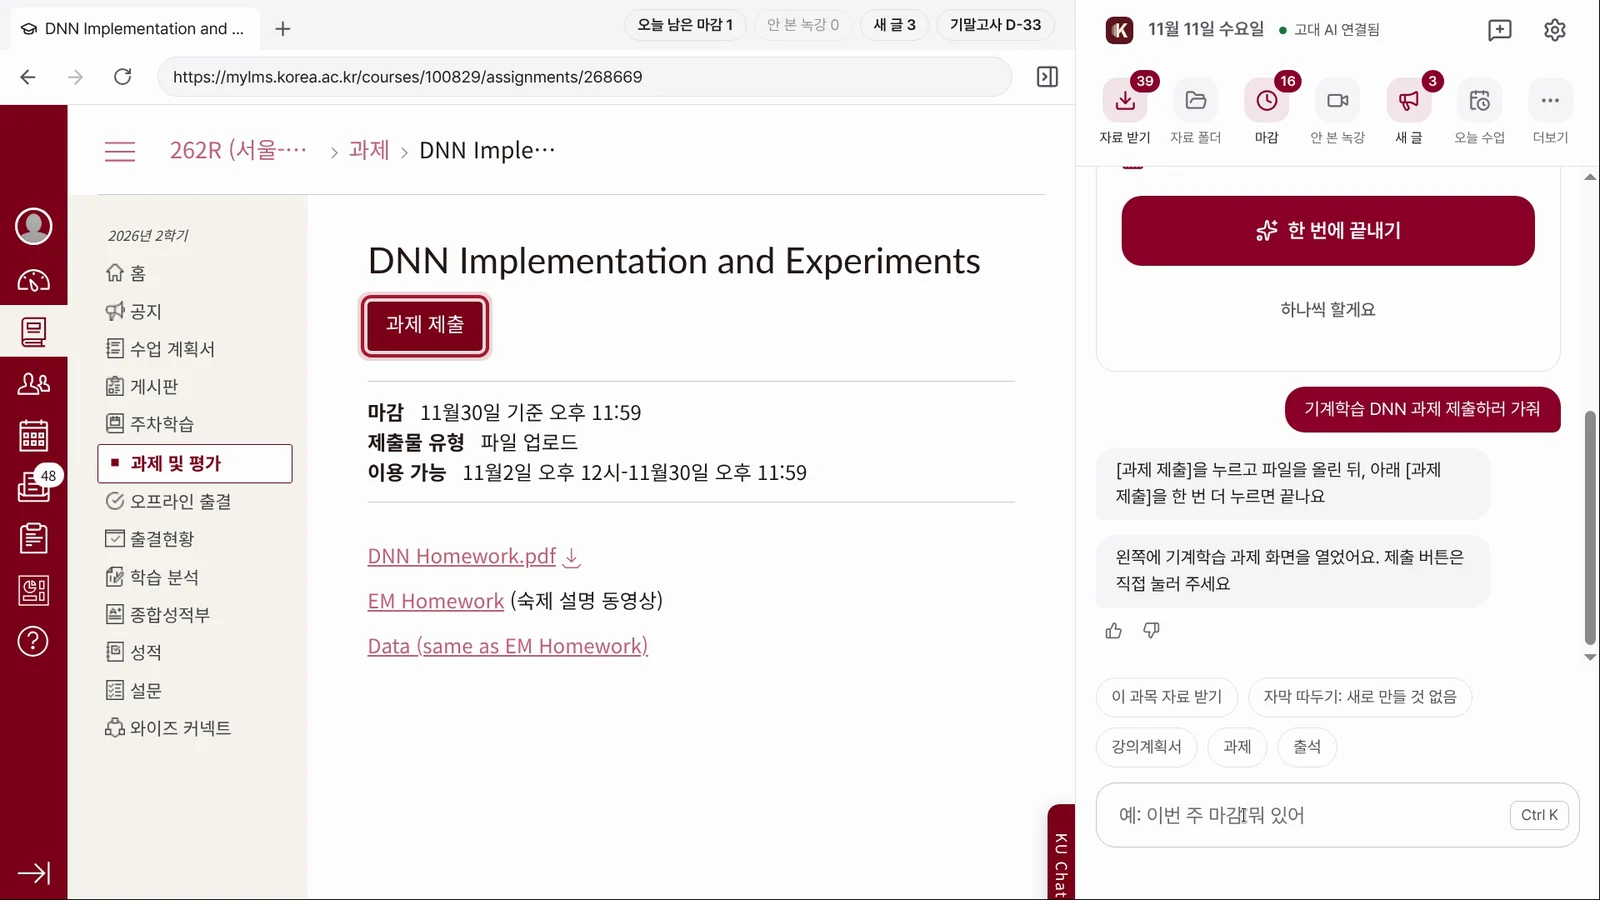 DNN Implementation and ...
오늘 남은 마감 1
안 본 녹강 0
새 글 3
기말고사 D-33
https://mylms.korea.ac.kr/courses/100829/assignments/268669
262R (서울-…
과제
DNN Imple…
48
2026년 2학기
홈
공지
수업 계획서
게시판
주차학습
과제 및 평가
오프라인 출결
출결현황
학습 분석
종합성적부
성적
설문
와이즈 커넥트
DNN Implementation and Experiments
과제 제출
마감 11월30일 기준 오후 11:59
제출물 유형 파일 업로드
이용 가능 11월2일 오후 12시-11월30일 오후 11:59
DNN Homework.pdf
EM Homework (숙제 설명 동영상)
Data (same as EM Homework)
KU Chat
K
11월 11일 수요일
고대 AI 연결됨
39
16
3
자료 받기
자료 폴더
마감
안 본 녹강
새 글
오늘 수업
더보기
한 번에 끝내기
하나씩 할게요
기계학습 DNN 과제 제출하러 가줘
[과제 제출]을 누르고 파일을 올린 뒤, 아래 [과제
제출]을 한 번 더 누르면 끝나요
왼쪽에 기계학습 과제 화면을 열었어요. 제출 버튼은
직접 눌러 주세요
이 과목 자료 받기
자막 따두기: 새로 만들 것 없음
강의계획서
과제
출석
예: 이번 주 마감 뭐 있어
Ctrl K